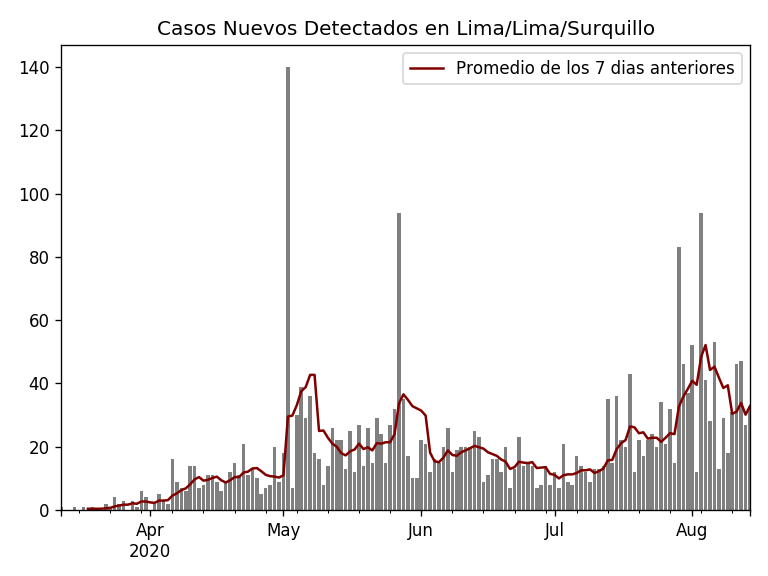 Casos Nuevos Detectados en Lima/Lima/Surquillo
Promedio de los 7 dias anteriores
140
120
100
80
60
40
20
0
Apr
2020
May
Jun
Jul
Aug